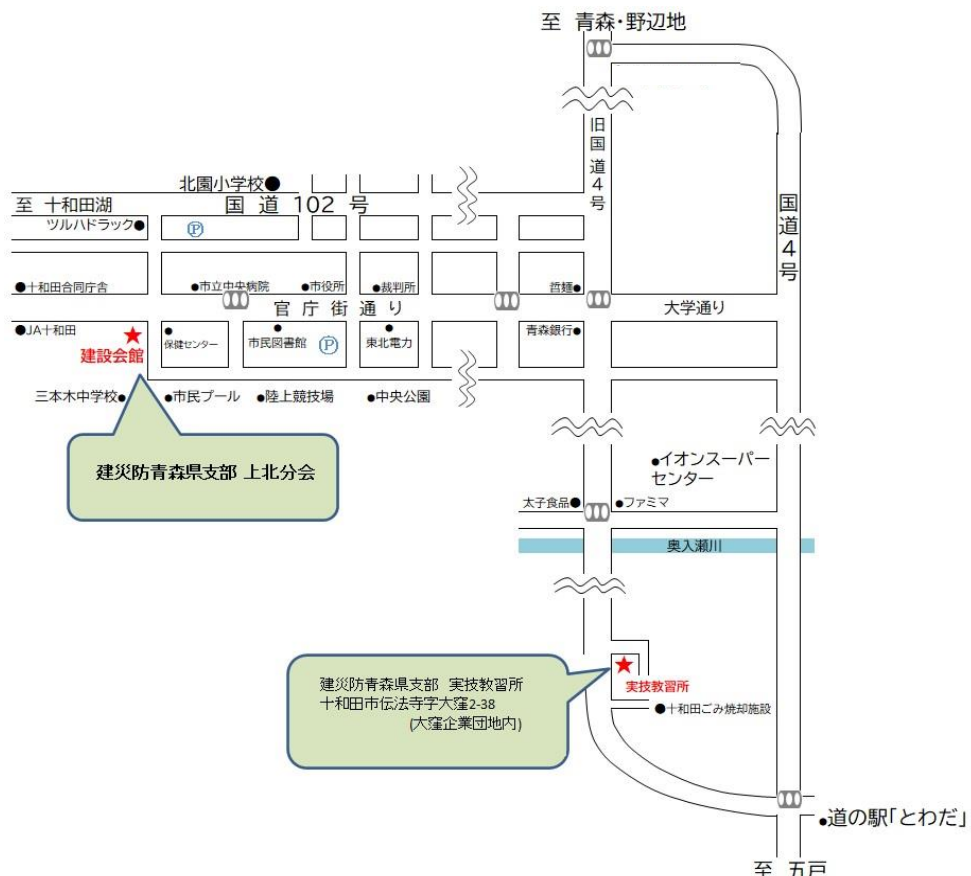 至 青森・野辺地
旧国道4号
国道4号
北園小学校●
至 十和田湖
国 道 102 号
ツルハドラック●
Ⓟ
●十和田合同庁舎
●市立中央病院
●市役所
●裁判所
哲麺●
官 庁 街 通 り
大学通り
●JA十和田
★
建設会館
●
保健センター
●
市民図書館
Ⓟ
●
東北電力
青森銀行●
三本木中学校●
●市民プール
●陸上競技場
●中央公園
建災防青森県支部 上北分会
●イオンスーパー
センター
太子食品●
●ファミマ
奥入瀬川
建災防青森県支部 実技教習所
十和田市伝法寺字大窪2-38
(大窪企業団地内)
★
実技教習所
●十和田ごみ焼却施設
●道の駅「とわだ」
至 五戸